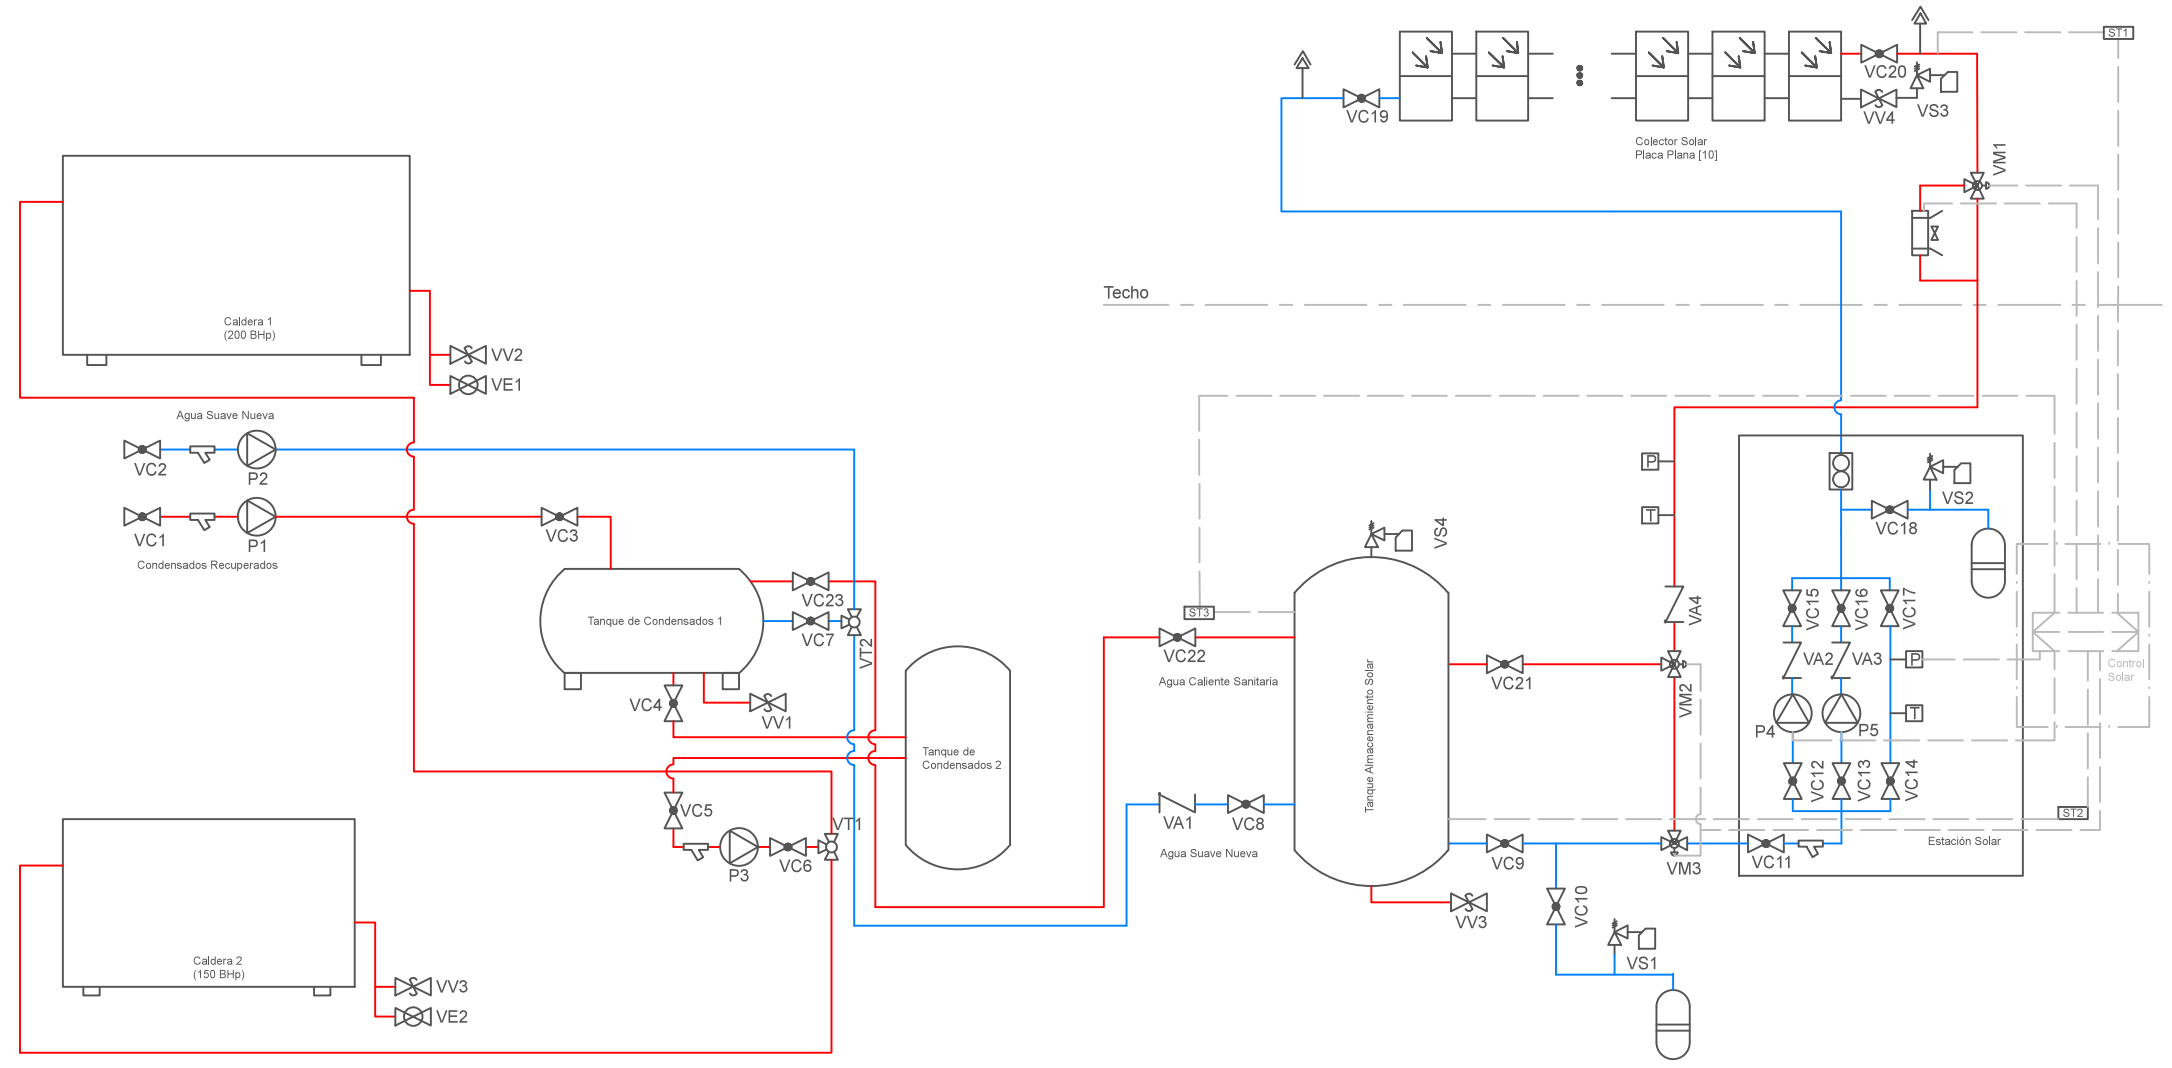 ST1
VC20
VC19
VV4
VS3
Colector Solar
Placa Plana [10]
VM1
Techo
Caldera 1
(200 BHp)
VV2
VE1
Agua Suave Nueva
VC2
P2
VC1
P1
Condensados Recuperados
VC3
VC23
VC7
VT2
Tanque de Condensados 1
VC4
VV1
Tanque de
Condensados 2
VC5
VT1
P3
VC6
Caldera 2
(150 BHp)
VV3
VE2
ST3
VC22
Agua Caliente Sanitaria
VA1
VC8
Agua Suave Nueva
VS4
Tanque Almacenamiento Solar
VC21
VC9
VV3
VC10
VS1
P
T
VA4
VM2
VM3
VS2
VC18
VC15
VC16
VC17
VA2
VA3
P
T
P4
P5
VC12
VC13
VC14
VC11
Estación Solar
Control
Solar
ST2